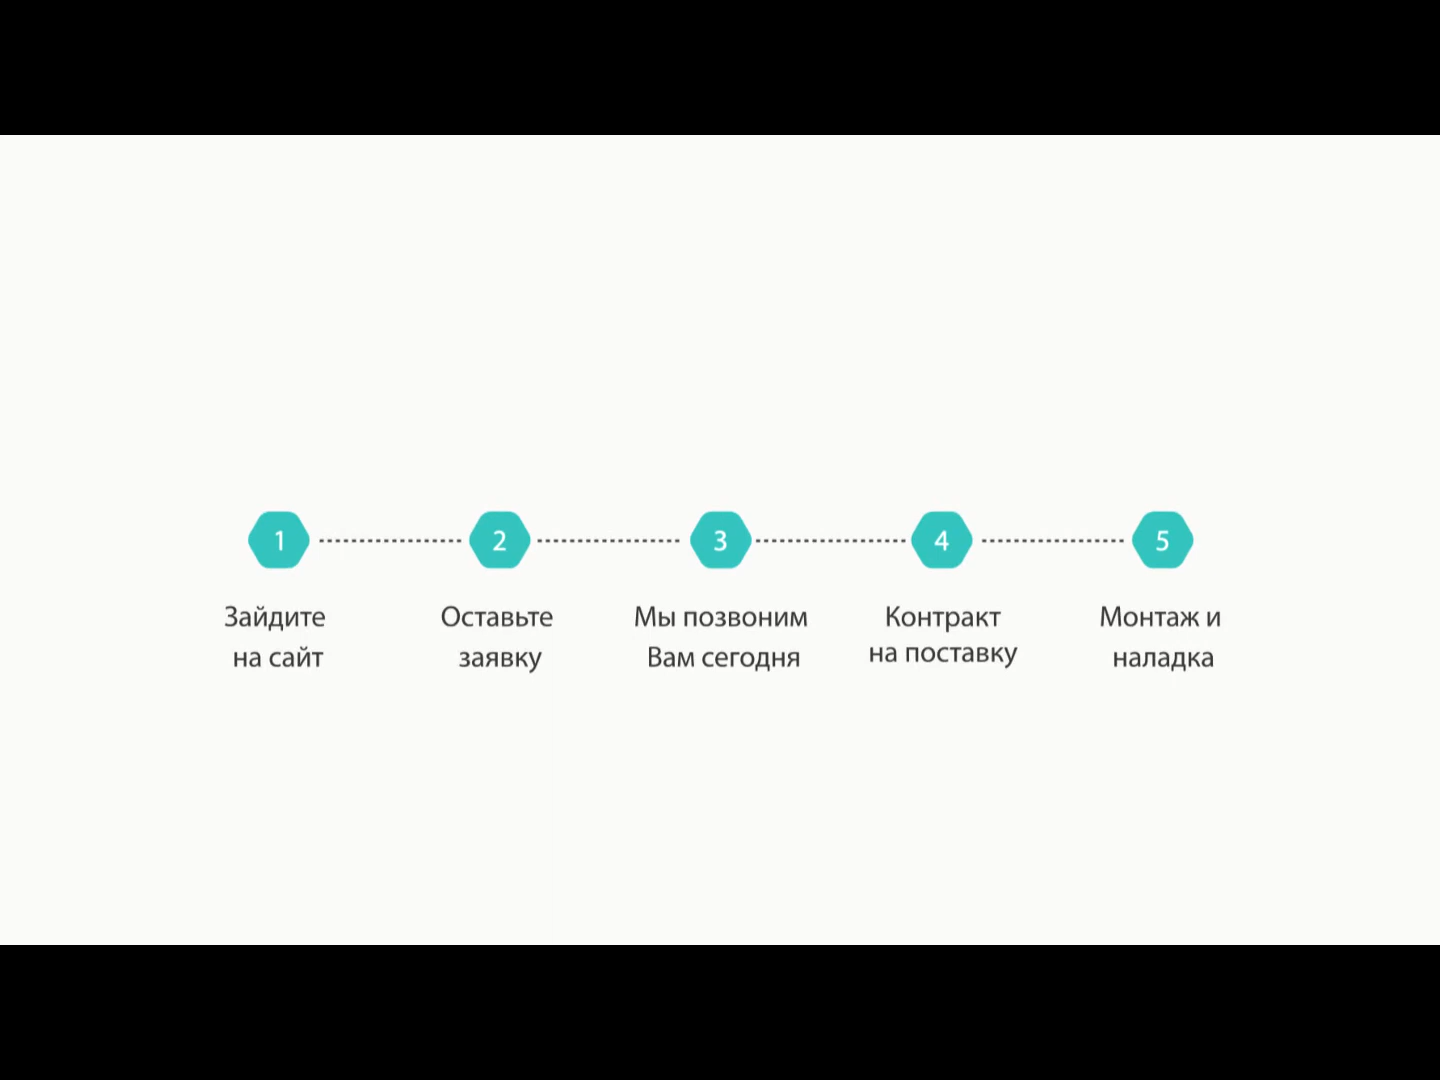 1
2
3
4
5
Зайдите
на сайт
Оставьте
заявку
Мы позвоним
Вам сегодня
Контракт
на поставку
Монтаж и
наладка